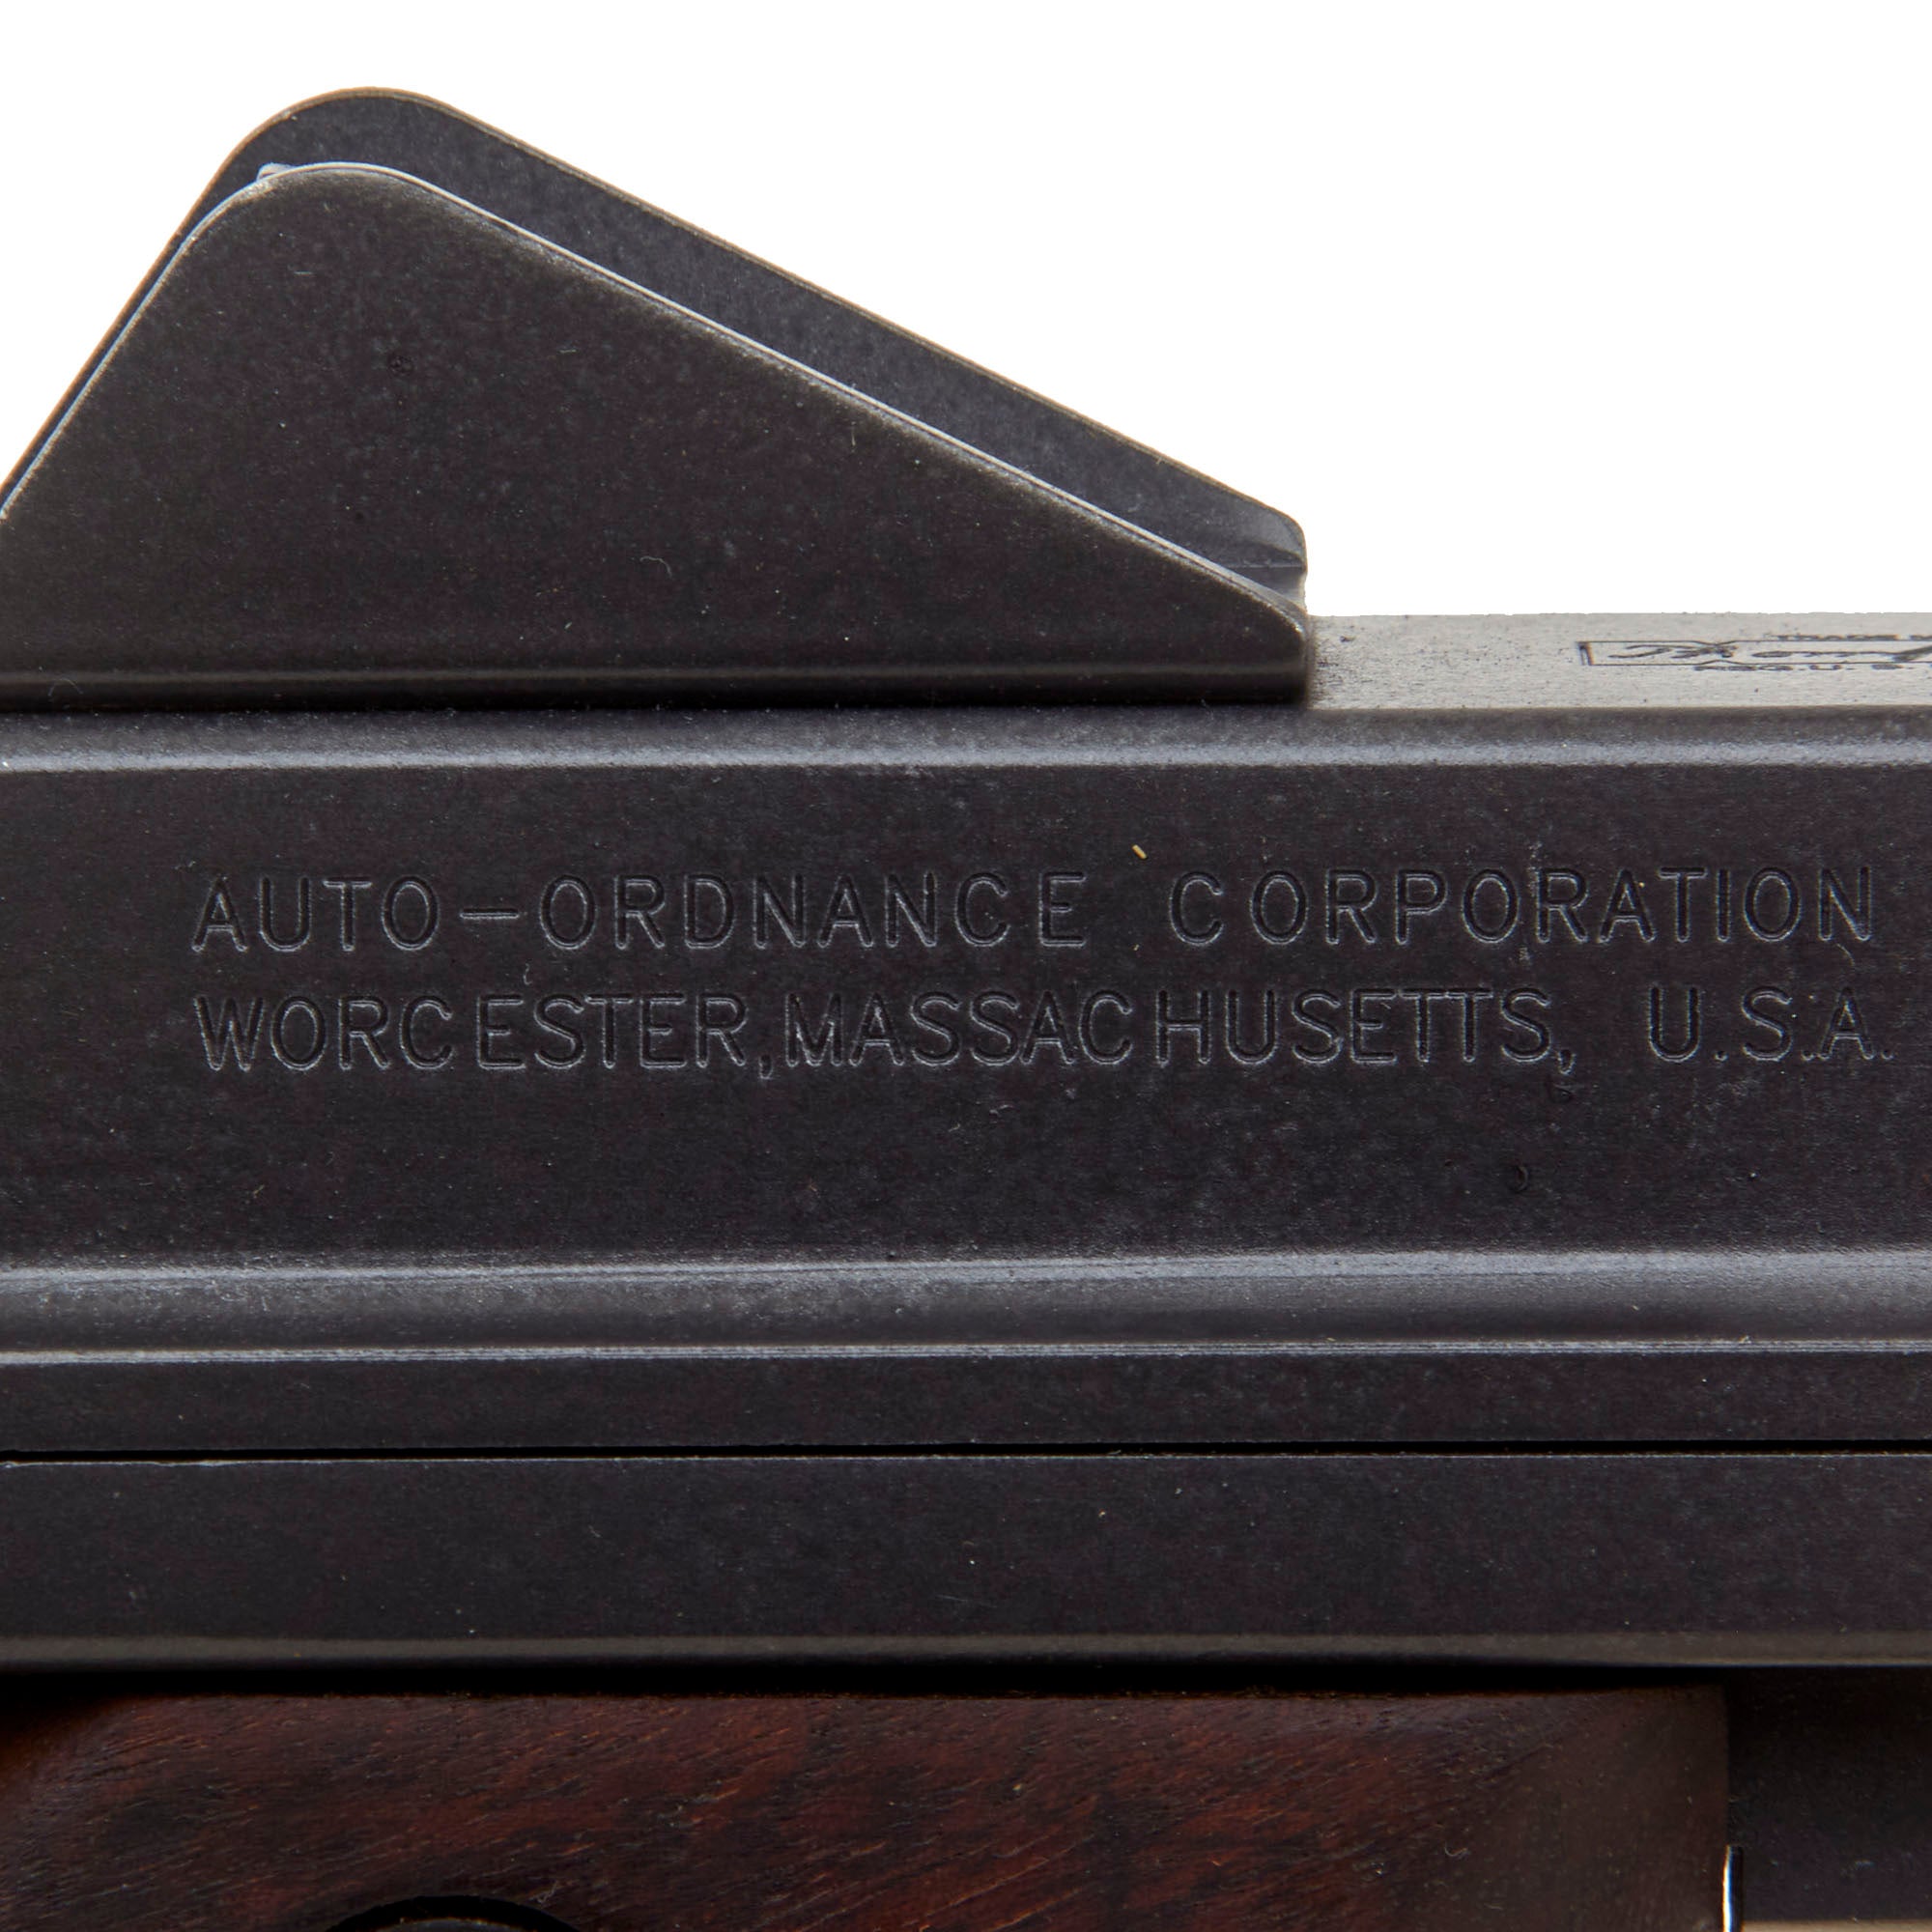 AUTO-ORDNANCE CORPORATION
WORCESTER, MASSACHUSETTS, U.S.A.